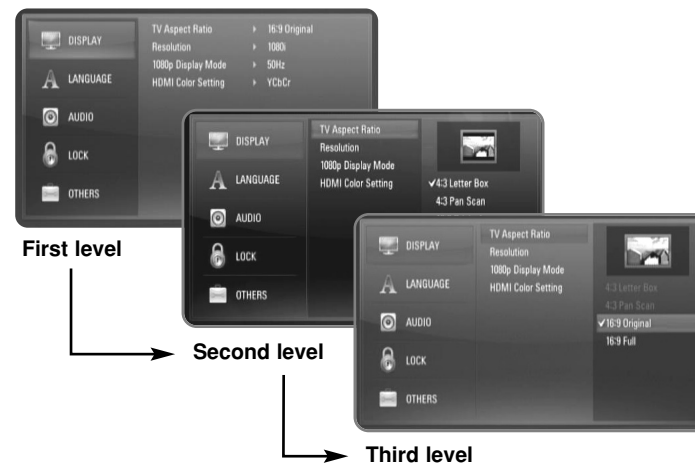 DISPLAY
LANGUAGE
AUDIO
LOCK
OTHERS
TV Aspect Ratio 16:9 Original
Resolution 1080i
1080p Display Mode 50Hz
HDMI Color Setting YCbCr
First level
DISPLAY
LANGUAGE
AUDIO
LOCK
OTHERS
TV Aspect Ratio
Resolution
1080p Display Mode
HDMI Color Setting
✔4:3 Letter Box
4:3 Pan Scan
Second level
DISPLAY
LANGUAGE
AUDIO
LOCK
OTHERS
TV Aspect Ratio
Resolution
1080p Display Mode
HDMI Color Setting
4:3 Letter Box
4:3 Pan Scan
✔16:9 Original
16:9 Full
Third level